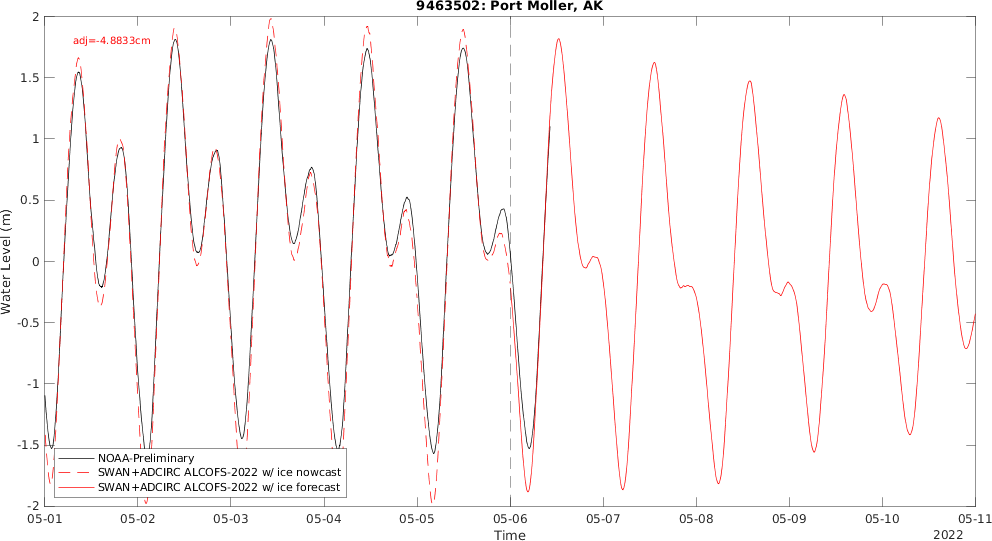 9463502: Port Moller, AK
adj=-4.8833cm
2
1.5
1
0.5
0
-0.5
-1
-1.5
-2
Water Level (m)
NOAA-Preliminary
SWAN+ADCIRC ALCOFS-2022 w/ ice nowcast
SWAN+ADCIRC ALCOFS-2022 w/ ice forecast
05-01 05-02 05-03 05-04 05-05 05-06 05-07 05-08 05-09 05-10 05-11
Time
2022